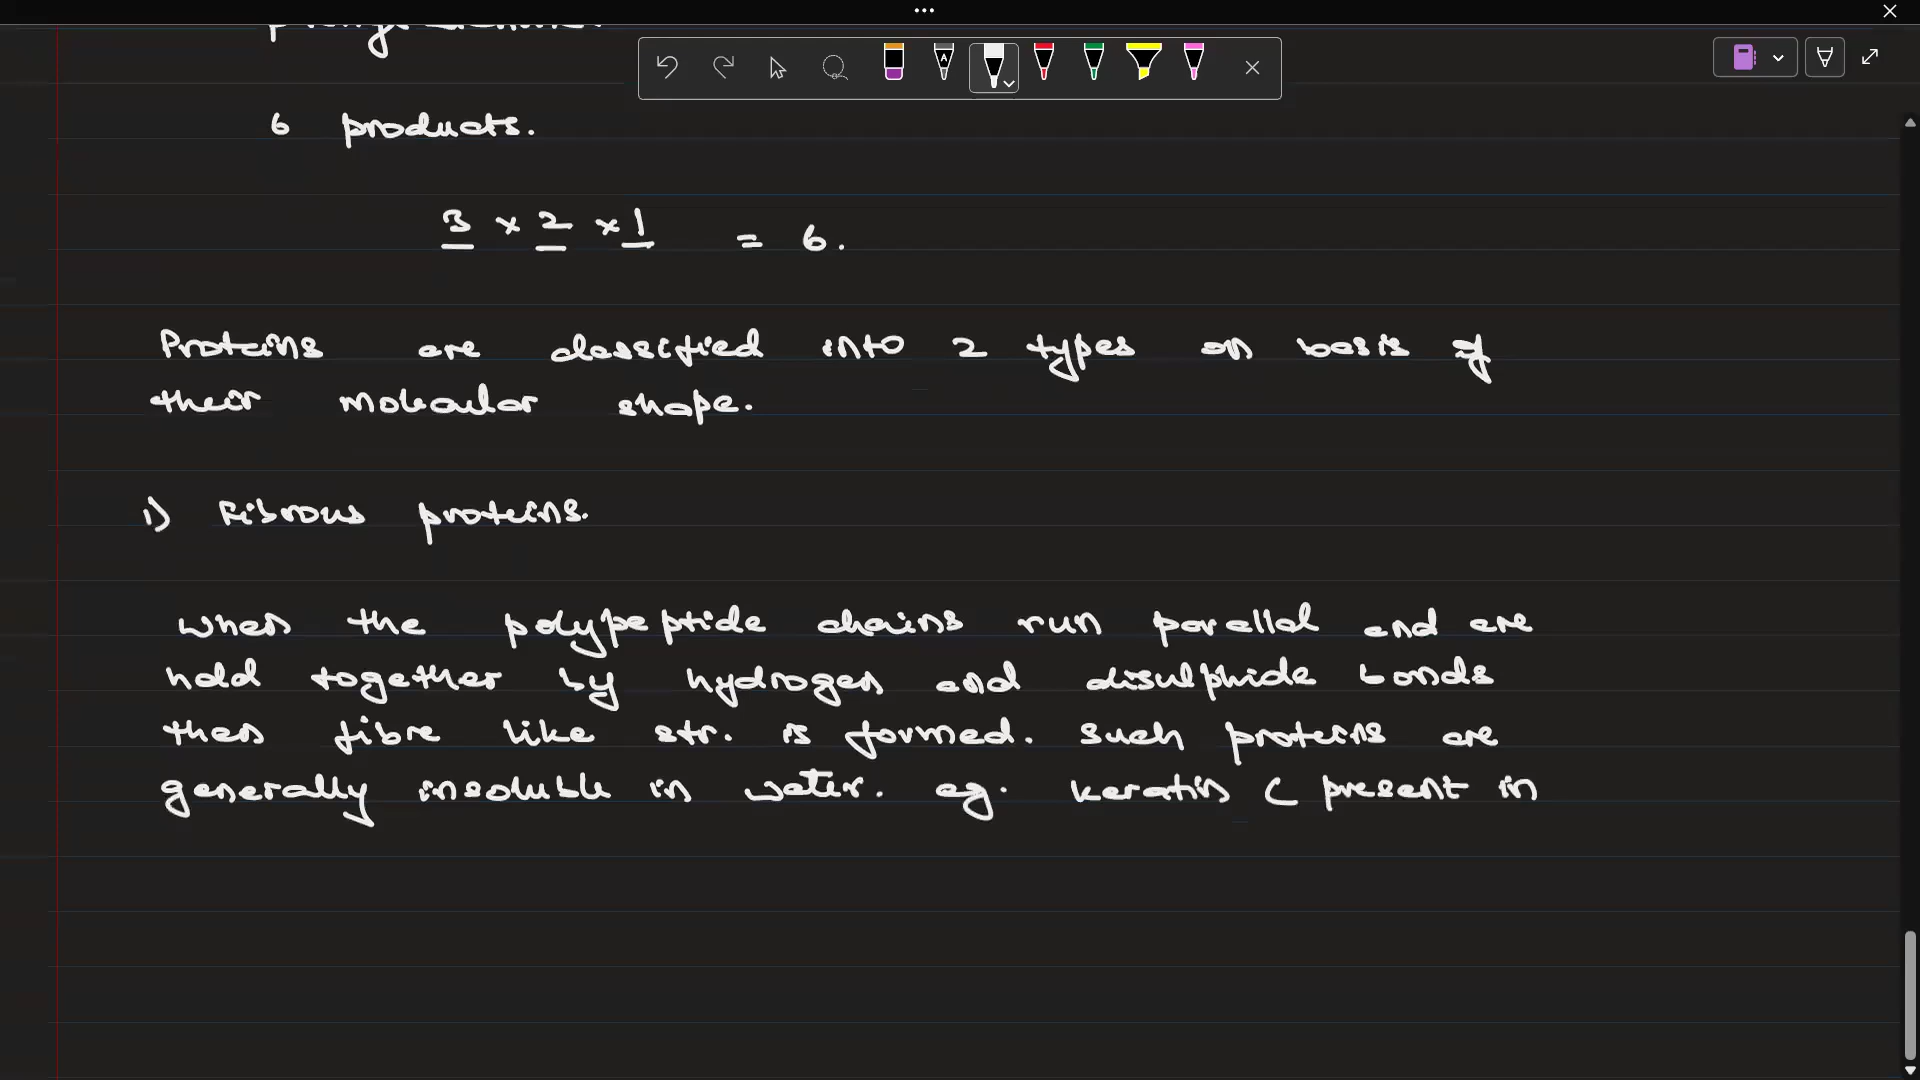 6 products.
3 × 2 × 1 = 6.
Proteins are classified into 2 types on basis of
their molecular shape.
1) Fibrous proteins.
When the polypeptide chains run parallel and are
held together by hydrogen and disulphide bonds
then fibre like str. is formed. Such proteins are
generally insoluble in water. eg. keratin ( present in